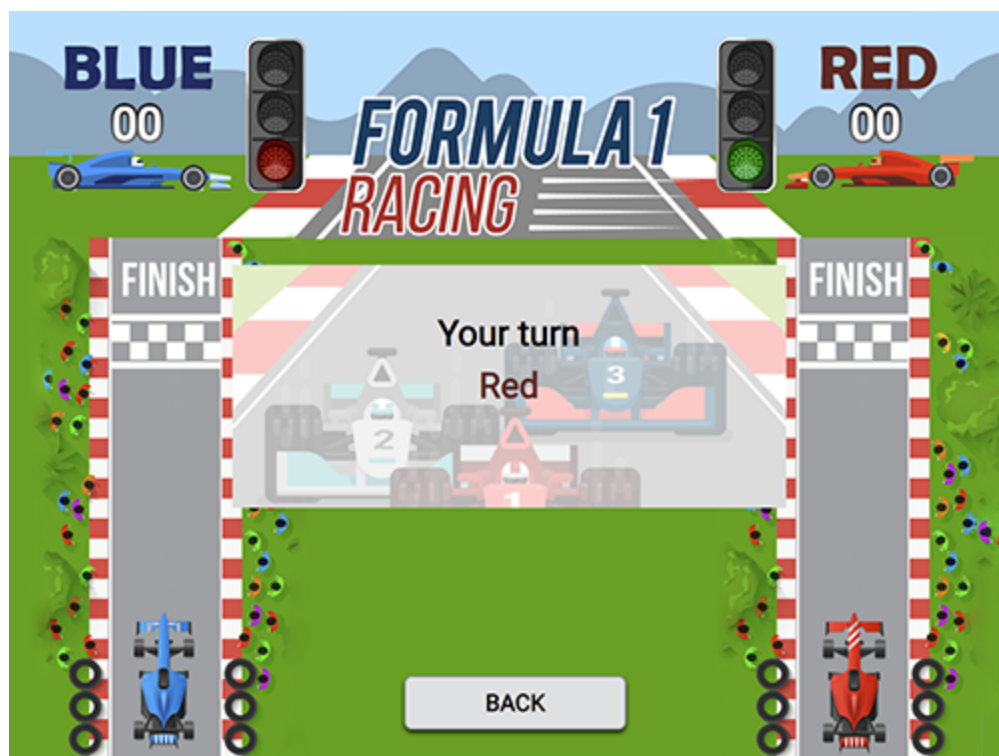 BLUE
00
RED
00
FORMULA 1
RACING
FINISH
FINISH
Your turn
Red
3
2
1
BACK